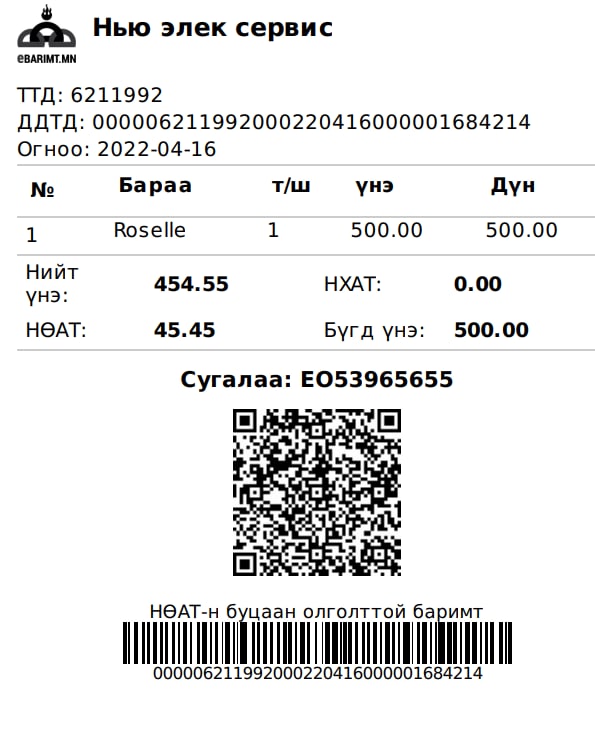 Нью элек сервис
eBARIMT.MN
ТТД: 6211992
ДДТД: 000006211992000220416000001684214
Огноо: 2022-04-16
№ Бараа т/ш үнэ Дүн
1 Roselle 1 500.00 500.00
Нийт үнэ: 454.55 НХАТ: 0.00
НӨАТ: 45.45 Бүгд үнэ: 500.00
Сугалаа: ЕО53965655
НӨАТ-н буцаан олголттой баримт
000006211992000220416000001684214